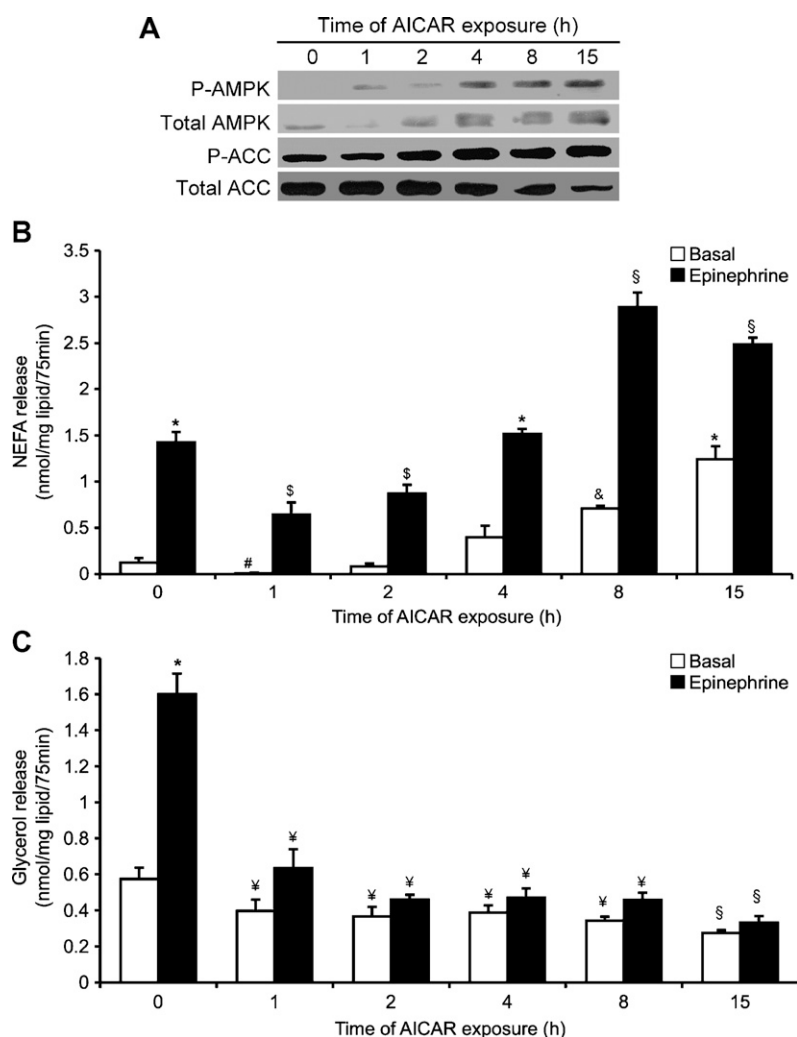 A
Time of AICAR exposure (h)
0 1 2 4 8 15
P-AMPK
Total AMPK
P-ACC
Total ACC
B
NEFA release
(nmol/mg lipid/75min)
3.5
3
2.5
2
1.5
1
0.5
0
Basal
Epinephrine
* # $ $ * & § * §
0 1 2 4 8 15
Time of AICAR exposure (h)
C
Glycerol release
(nmol/mg lipid/75min)
1.8
1.6
1.4
1.2
1
0.8
0.6
0.4
0.2
0
Basal
Epinephrine
* ¥ ¥ ¥ ¥ ¥ ¥ ¥ ¥ § §
0 1 2 4 8 15
Time of AICAR exposure (h)